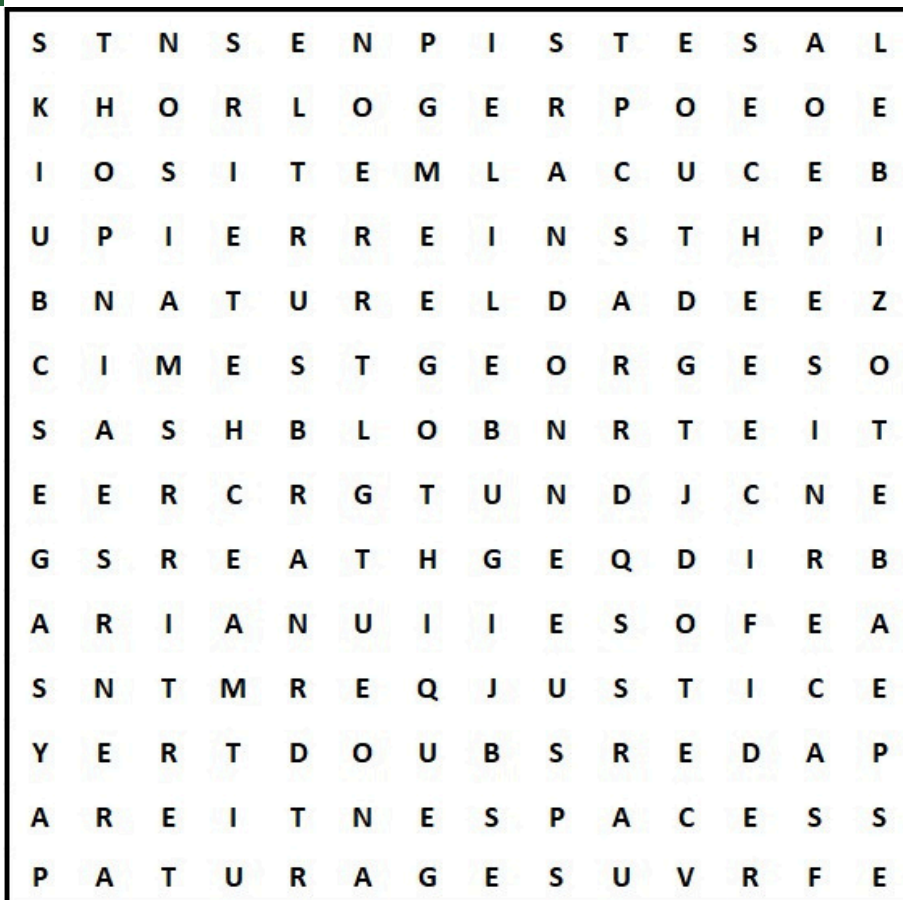 S T N S E N P I S T E S A L
K H O R L O G E R P O E O E
I O S I T E M L A C U C E B
U P I E R R E I N S T H P I
B N A T U R E L D A D E E Z
C I M E S T G E O R G E S O
S A S H B L O B N R T E I T
E E R C R G T U N D J C N E
G S R E A T H G E Q D I R B
A R I A N U I I E S O F E A
S N T M R E Q J U S T I C E
Y E R T D O U B S R E D A P
A R E I T N E S P A C E S S
P A T U R A G E S U V R F E